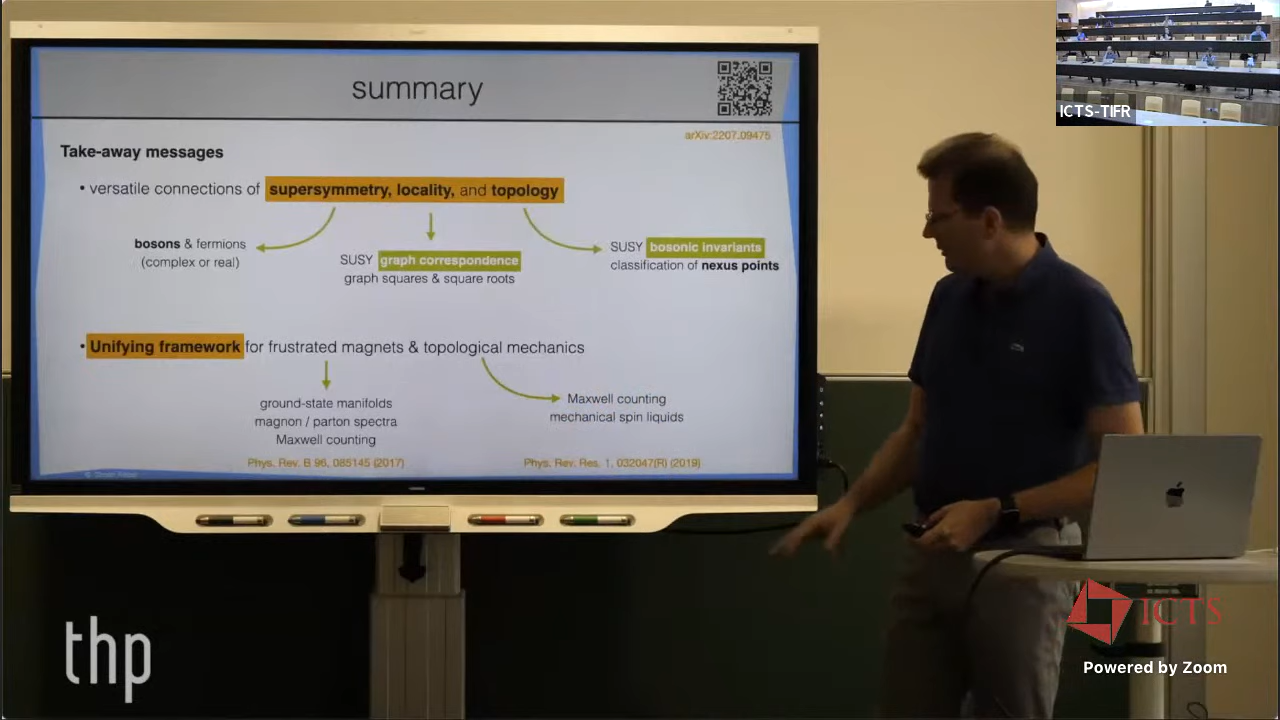 summary
arXiv:2207.09475
Take-away messages
• versatile connections of supersymmetry, locality, and topology
bosons & fermions
(complex or real)
SUSY graph correspondence
graph squares & square roots
SUSY bosonic invariants
classification of nexus points
• Unifying framework for frustrated magnets & topological mechanics
ground-state manifolds
magnon / parton spectra
Maxwell counting
Phys. Rev. B 96, 085145 (2017)
Maxwell counting
mechanical spin liquids
Phys. Rev. Res. 1, 032047(R) (2019)
ICTS-TIFR
thp
ICTS
Powered by Zoom